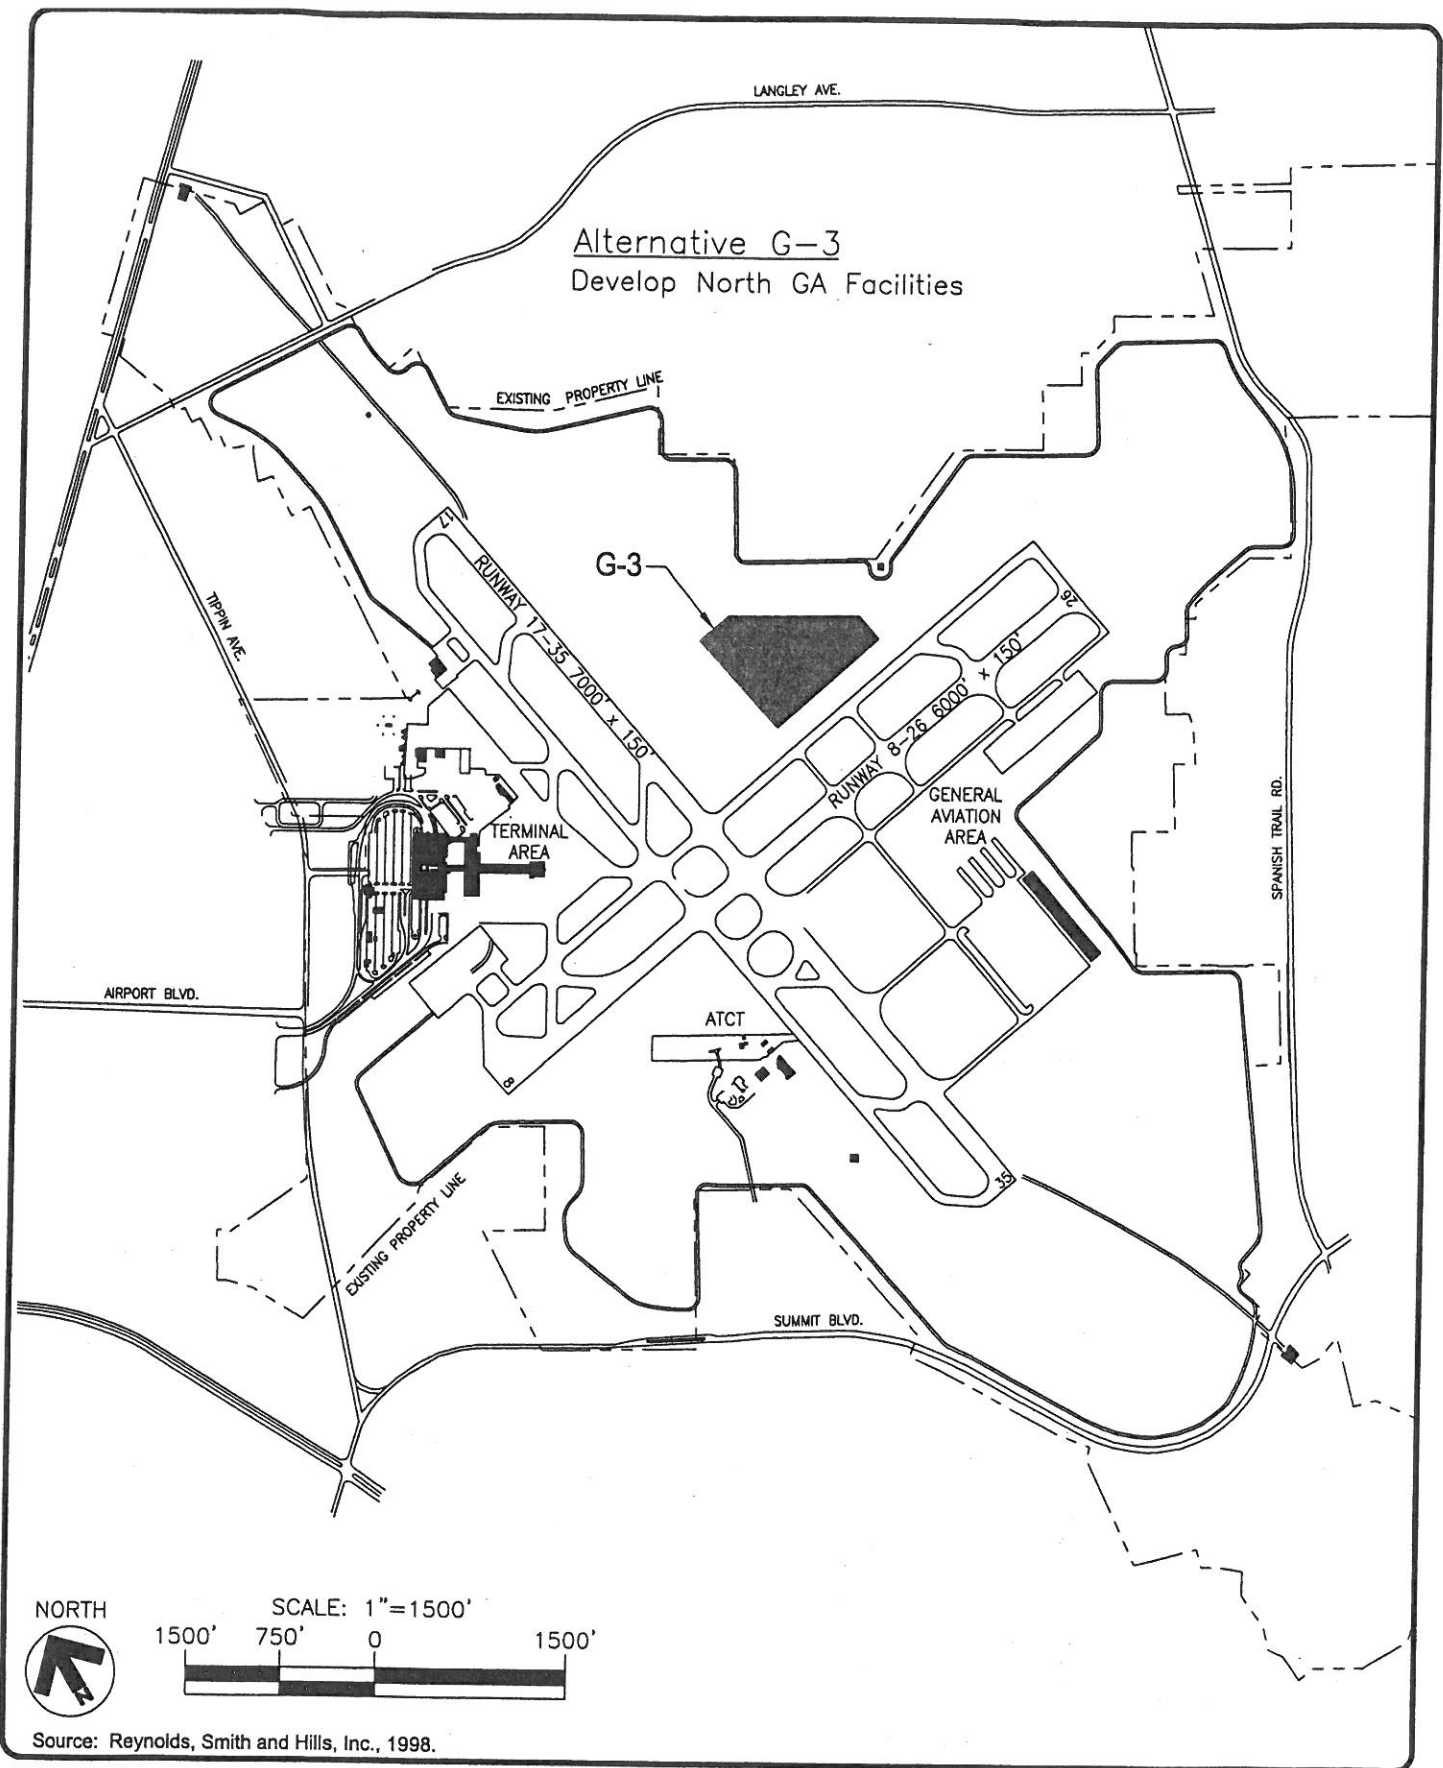 LANGLEY AVE.
Alternative G-3
Develop North GA Facilities
EXISTING PROPERTY LINE
17
G-3
RUNWAY 17-35 7000' x 150'
26
TIPPIN AVE.
RUNWAY 8-26 6000' x 150'
GENERAL
AVIATION
AREA
TERMINAL
AREA
SPANISH TRAIL RD.
AIRPORT BLVD.
ATCT
8
35
EXISTING PROPERTY LINE
SUMMIT BLVD.
NORTH
N
SCALE: 1"=1500'
1500' 750' 0 1500'
Source: Reynolds, Smith and Hills, Inc., 1998.